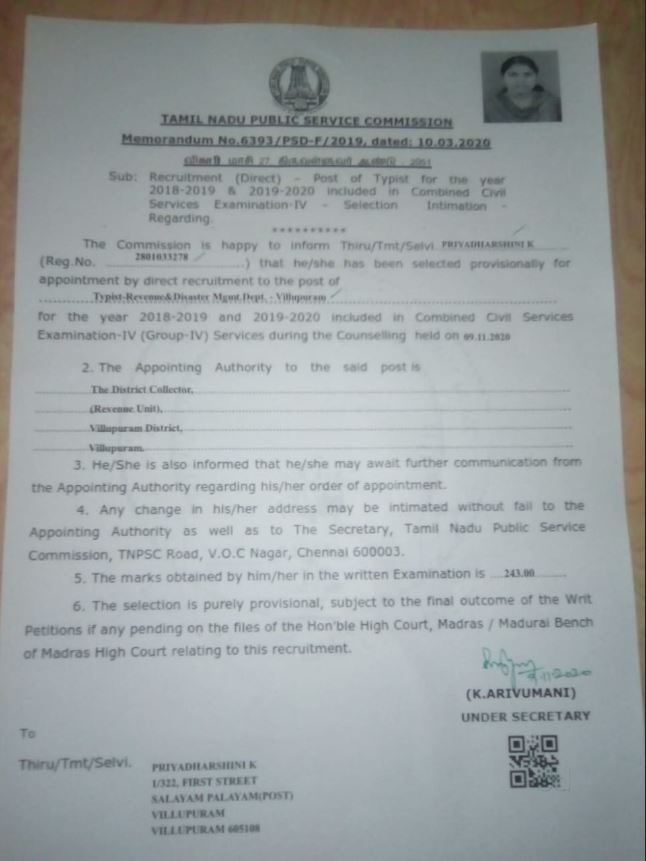 TAMIL NADU PUBLIC SERVICE COMMISSION
Memorandum No.6393/PSD-F/2019, dated: 10.03.2020
விகாரி மாசி 27, திருவள்ளுவர் ஆண்டு - 2051
Sub: Recruitment (Direct) – Post of Typist for the year
2018-2019 & 2019-2020 included in Combined Civil
Services Examination-IV - Selection Intimation -
Regarding.
**********
The Commission is happy to inform Thiru/Tmt/Selvi. PRIYADHARSHINI K
(Reg.No. 2801033278) that he/she has been selected provisionally for
appointment by direct recruitment to the post of
Typist-Revenue&Disaster Mgmt.Dept. - Villupuram
for the year 2018-2019 and 2019-2020 included in Combined Civil Services
Examination-IV (Group-IV) Services during the Counselling held on 09.11.2020
2. The Appointing Authority to the said post is
The District Collector,
(Revenue Unit),
Villupuram District,
Villupuram.
3. He/She is also informed that he/she may await further communication from
the Appointing Authority regarding his/her order of appointment.
4. Any change in his/her address may be intimated without fail to the
Appointing Authority as well as to The Secretary, Tamil Nadu Public Service
Commission, TNPSC Road, V.O.C Nagar, Chennai 600003.
5. The marks obtained by him/her in the written Examination is 243.00
6. The selection is purely provisional, subject to the final outcome of the Writ
Petitions if any pending on the files of the Hon'ble High Court, Madras / Madurai Bench
of Madras High Court relating to this recruitment.
(K.ARIVUMANI)
UNDER SECRETARY
To
Thiru/Tmt/Selvi. PRIYADHARSHINI K
1/322, FIRST STREET
SALAYAM PALAYAM(POST)
VILLUPURAM
VILLUPURAM 605108